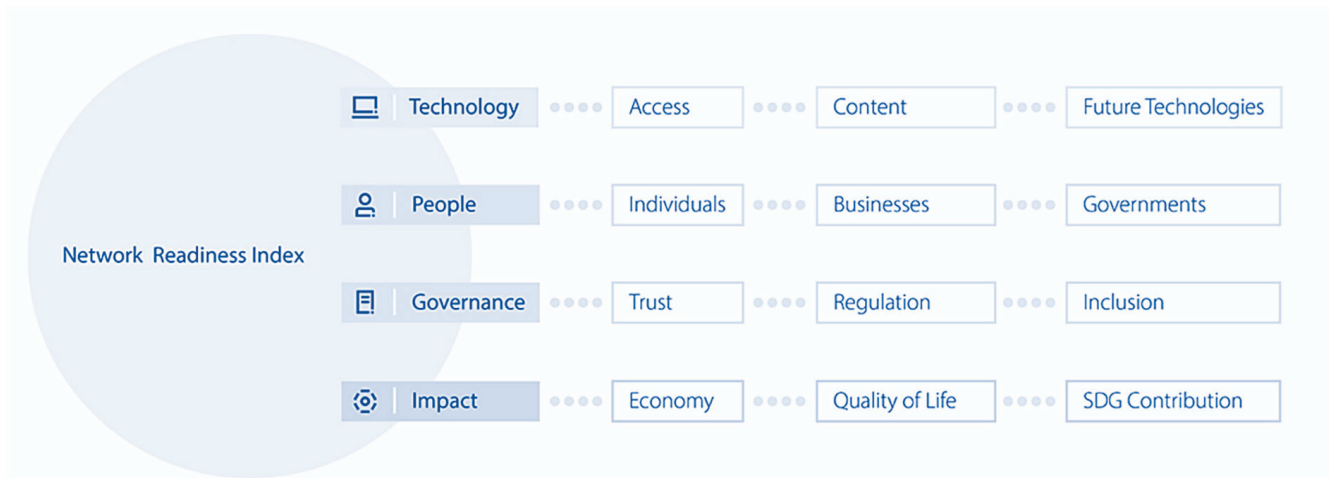 Technology Access Content Future Technologies
People Individuals Businesses Governments
Network Readiness Index
Governance Trust Regulation Inclusion
Impact Economy Quality of Life SDG Contribution